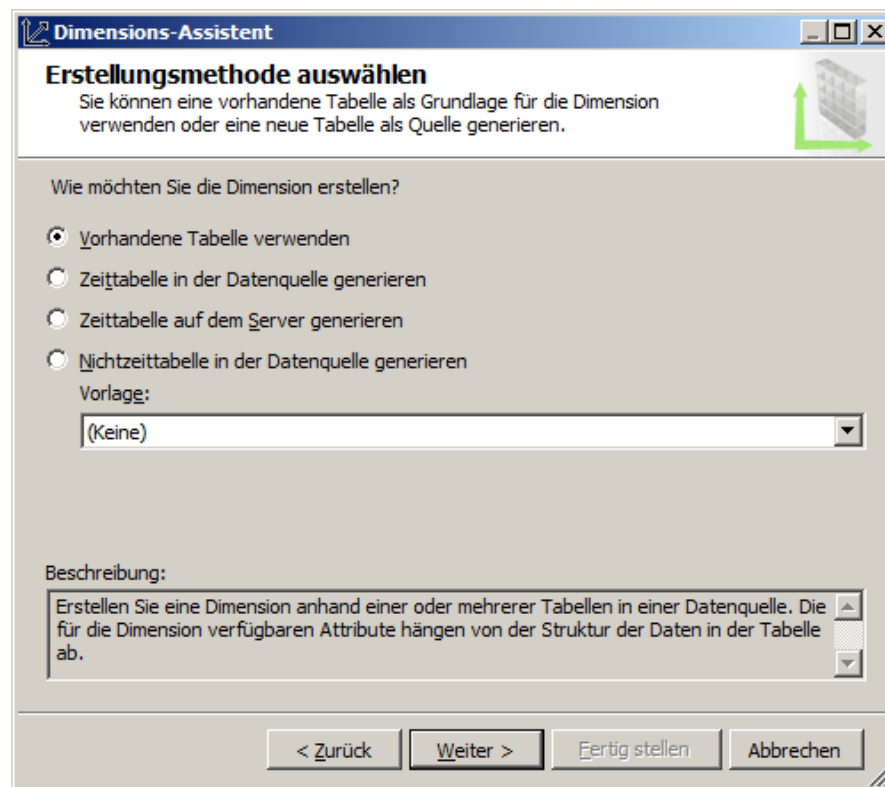 Dimensions-Assistent
Erstellungsmethode auswählen
Sie können eine vorhandene Tabelle als Grundlage für die Dimension
verwenden oder eine neue Tabelle als Quelle generieren.
Wie möchten Sie die Dimension erstellen?
Vorhandene Tabelle verwenden
Zeittabelle in der Datenquelle generieren
Zeittabelle auf dem Server generieren
Nichtzeittabelle in der Datenquelle generieren
Vorlage:
(Keine)
Beschreibung:
Erstellen Sie eine Dimension anhand einer oder mehrerer Tabellen in einer Datenquelle. Die
für die Dimension verfügbaren Attribute hängen von der Struktur der Daten in der Tabelle
ab.
< Zurück Weiter > Fertig stellen Abbrechen